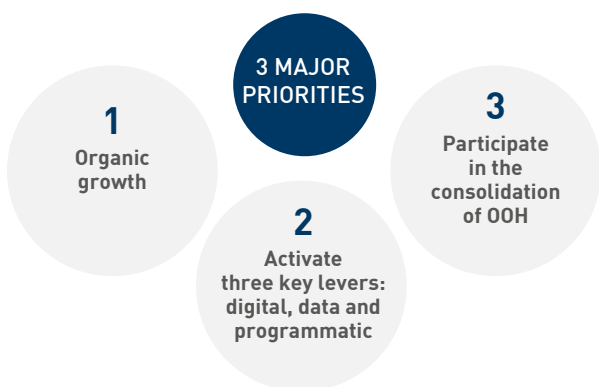 3 MAJOR
PRIORITIES
1
Organic
growth
2
Activate
three key levers:
digital, data and
programmatic
3
Participate
in the
consolidation
of OOH